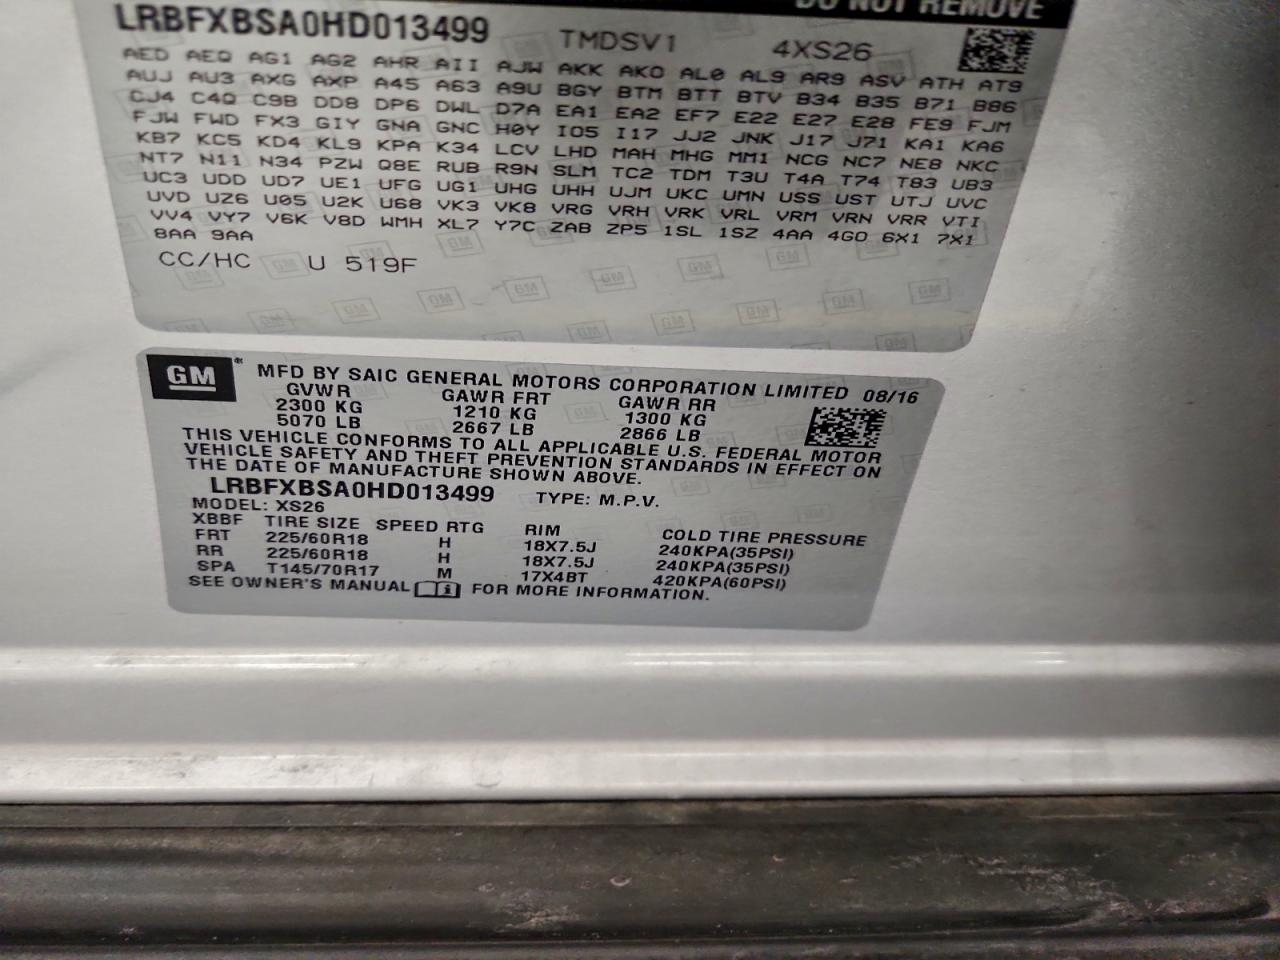 DO NOT REMOVE
LRBFXBSA0HD013499 TMDSV1 4XS26
AED AEQ AG1 AG2 AHR AII AJW AKK AKO AL0 AL9 AR9 ASV ATH AT9
AUJ AU3 AXG AXP A45 A63 A9U BGY BTM BTT BTV B34 B35 B71 B86
CJ4 C4Q C9B DD8 DP6 DWL D7A EA1 EA2 EF7 E22 E27 E28 FE9 FJM
FJW FWD FX3 GIY GNA GNC H0Y IO5 I17 JJ2 JNK J17 J71 KA1 KA6
KB7 KC5 KD4 KL9 KPA K34 LCV LHD MAH MHG MM1 NCG NC7 NE8 NKC
NT7 N11 N34 PZW Q8E RUB R9N SLM TC2 TDM T3U T4A T74 T83 UB3
UC3 UDD UD7 UE1 UFG UG1 UHG UHH UJM UKC UMN USS UST UTJ UVC
UVD UZ6 U05 U2K U68 VK3 VK8 VRG VRH VRK VRL VRM VRN VRR VTI
VV4 VY7 V6K V8D WMH XL7 Y7C ZAB ZP5 1SL 1SZ 4AA 4GO 6X1 7X1
8AA 9AA
CC/HC U 519F
GM MFD BY SAIC GENERAL MOTORS CORPORATION LIMITED 08/16
GVWR GAWR FRT GAWR RR
2300 KG 1210 KG 1300 KG
5070 LB 2667 LB 2866 LB
THIS VEHICLE CONFORMS TO ALL APPLICABLE U.S. FEDERAL MOTOR
VEHICLE SAFETY AND THEFT PREVENTION STANDARDS IN EFFECT ON
THE DATE OF MANUFACTURE SHOWN ABOVE.
LRBFXBSA0HD013499 TYPE: M.P.V.
MODEL: XS26
XBBF TIRE SIZE SPEED RTG RIM COLD TIRE PRESSURE
FRT 225/60R18 H 18X7.5J 240KPA(35PSI)
RR 225/60R18 H 18X7.5J 240KPA(35PSI)
SPA T145/70R17 M 17X4BT 420KPA(60PSI)
SEE OWNER'S MANUAL FOR MORE INFORMATION.